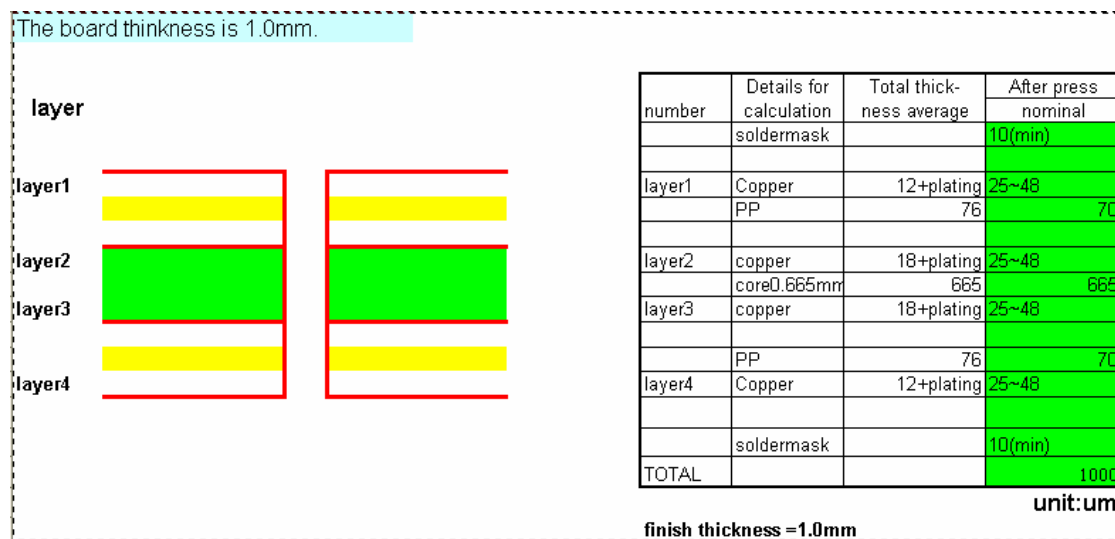 The board thinkness is 1.0mm.
layer
layer1
layer2
layer3
layer4
number Details for calculation Total thick-ness average After press nominal
soldermask 10(min)
layer1 Copper 12+plating 25~48
PP 76 70
layer2 copper 18+plating 25~48
core0.665mm 665 665
layer3 copper 18+plating 25~48
PP 76 70
layer4 Copper 12+plating 25~48
soldermask 10(min)
TOTAL 1000
unit:um
finish thickness =1.0mm